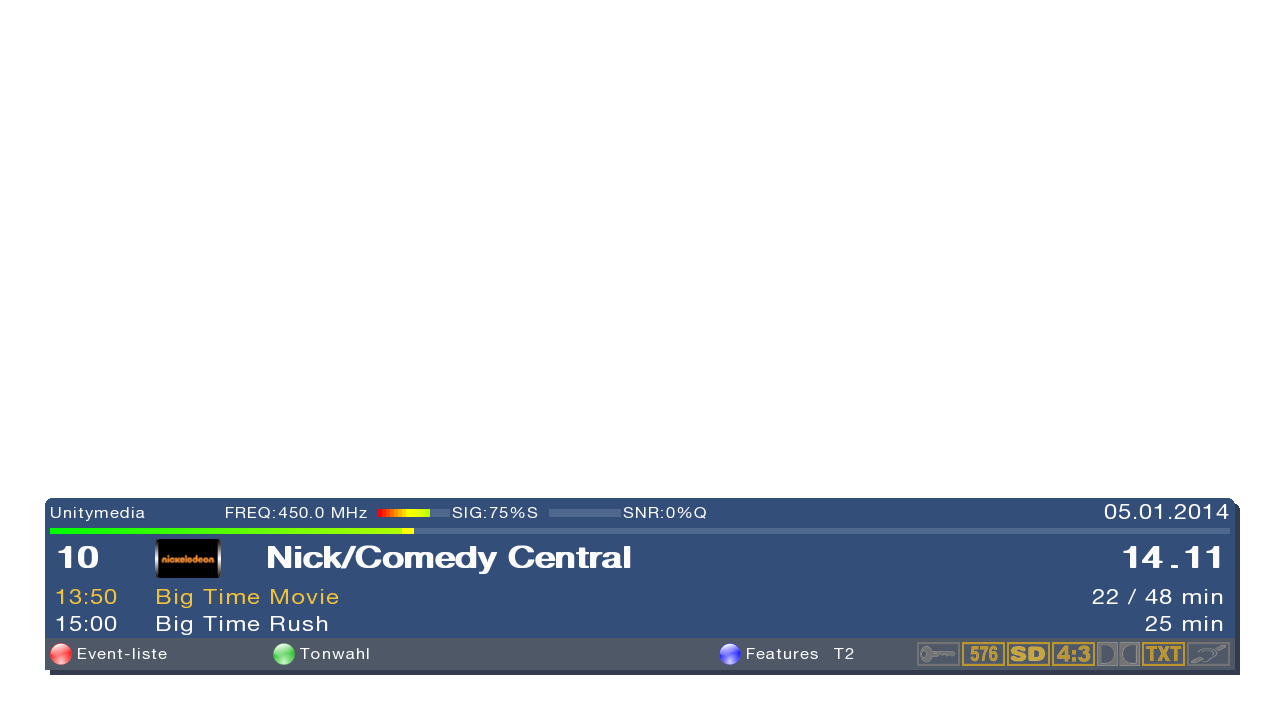 Unitymedia FREQ:450.0 MHz SIG:75%S SNR:0%Q 05.01.2014
10 nickelodeon Nick/Comedy Central 14:11
13:50 Big Time Movie 22 / 48 min
15:00 Big Time Rush 25 min
Event-liste Tonwahl Features T2 576 SD 4:3 TXT